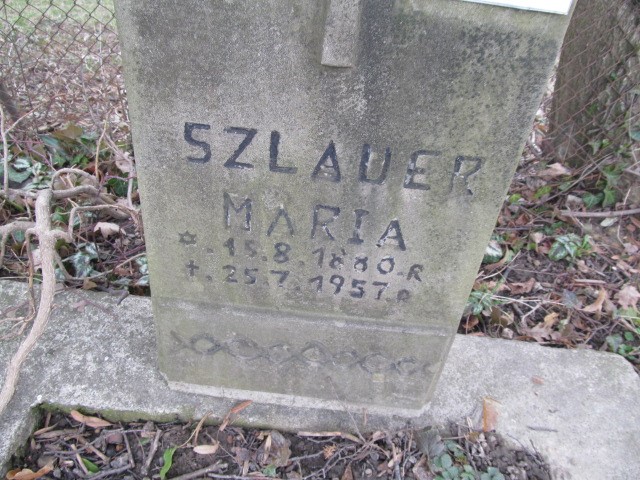 SZLAUER
MARIA
*. 15.8.1880.R
+. 25.7.1957.R